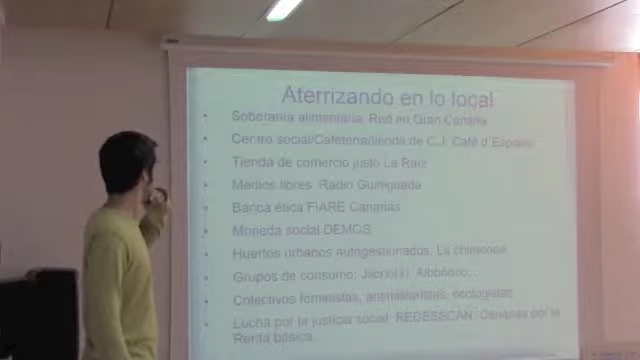 Aterrizando en lo local
Soberanía alimentaria: Red en Gran Canaria
Centro social/Cafetería/tienda de C.J: Café d´Espacio
Tienda de comercio justo La Raiz
Medios libres: Radio Guiniguada
Banca ética FIARE Canarias
Moneda social DEMOS
Huertos urbanos autogestionados, La chimenea
Grupos de consumo:
Colectivos feministas, antimilitaristas, ecologistas
Lucha por la justicia social: REDESSCAN. Canarias por la
Renta básica.